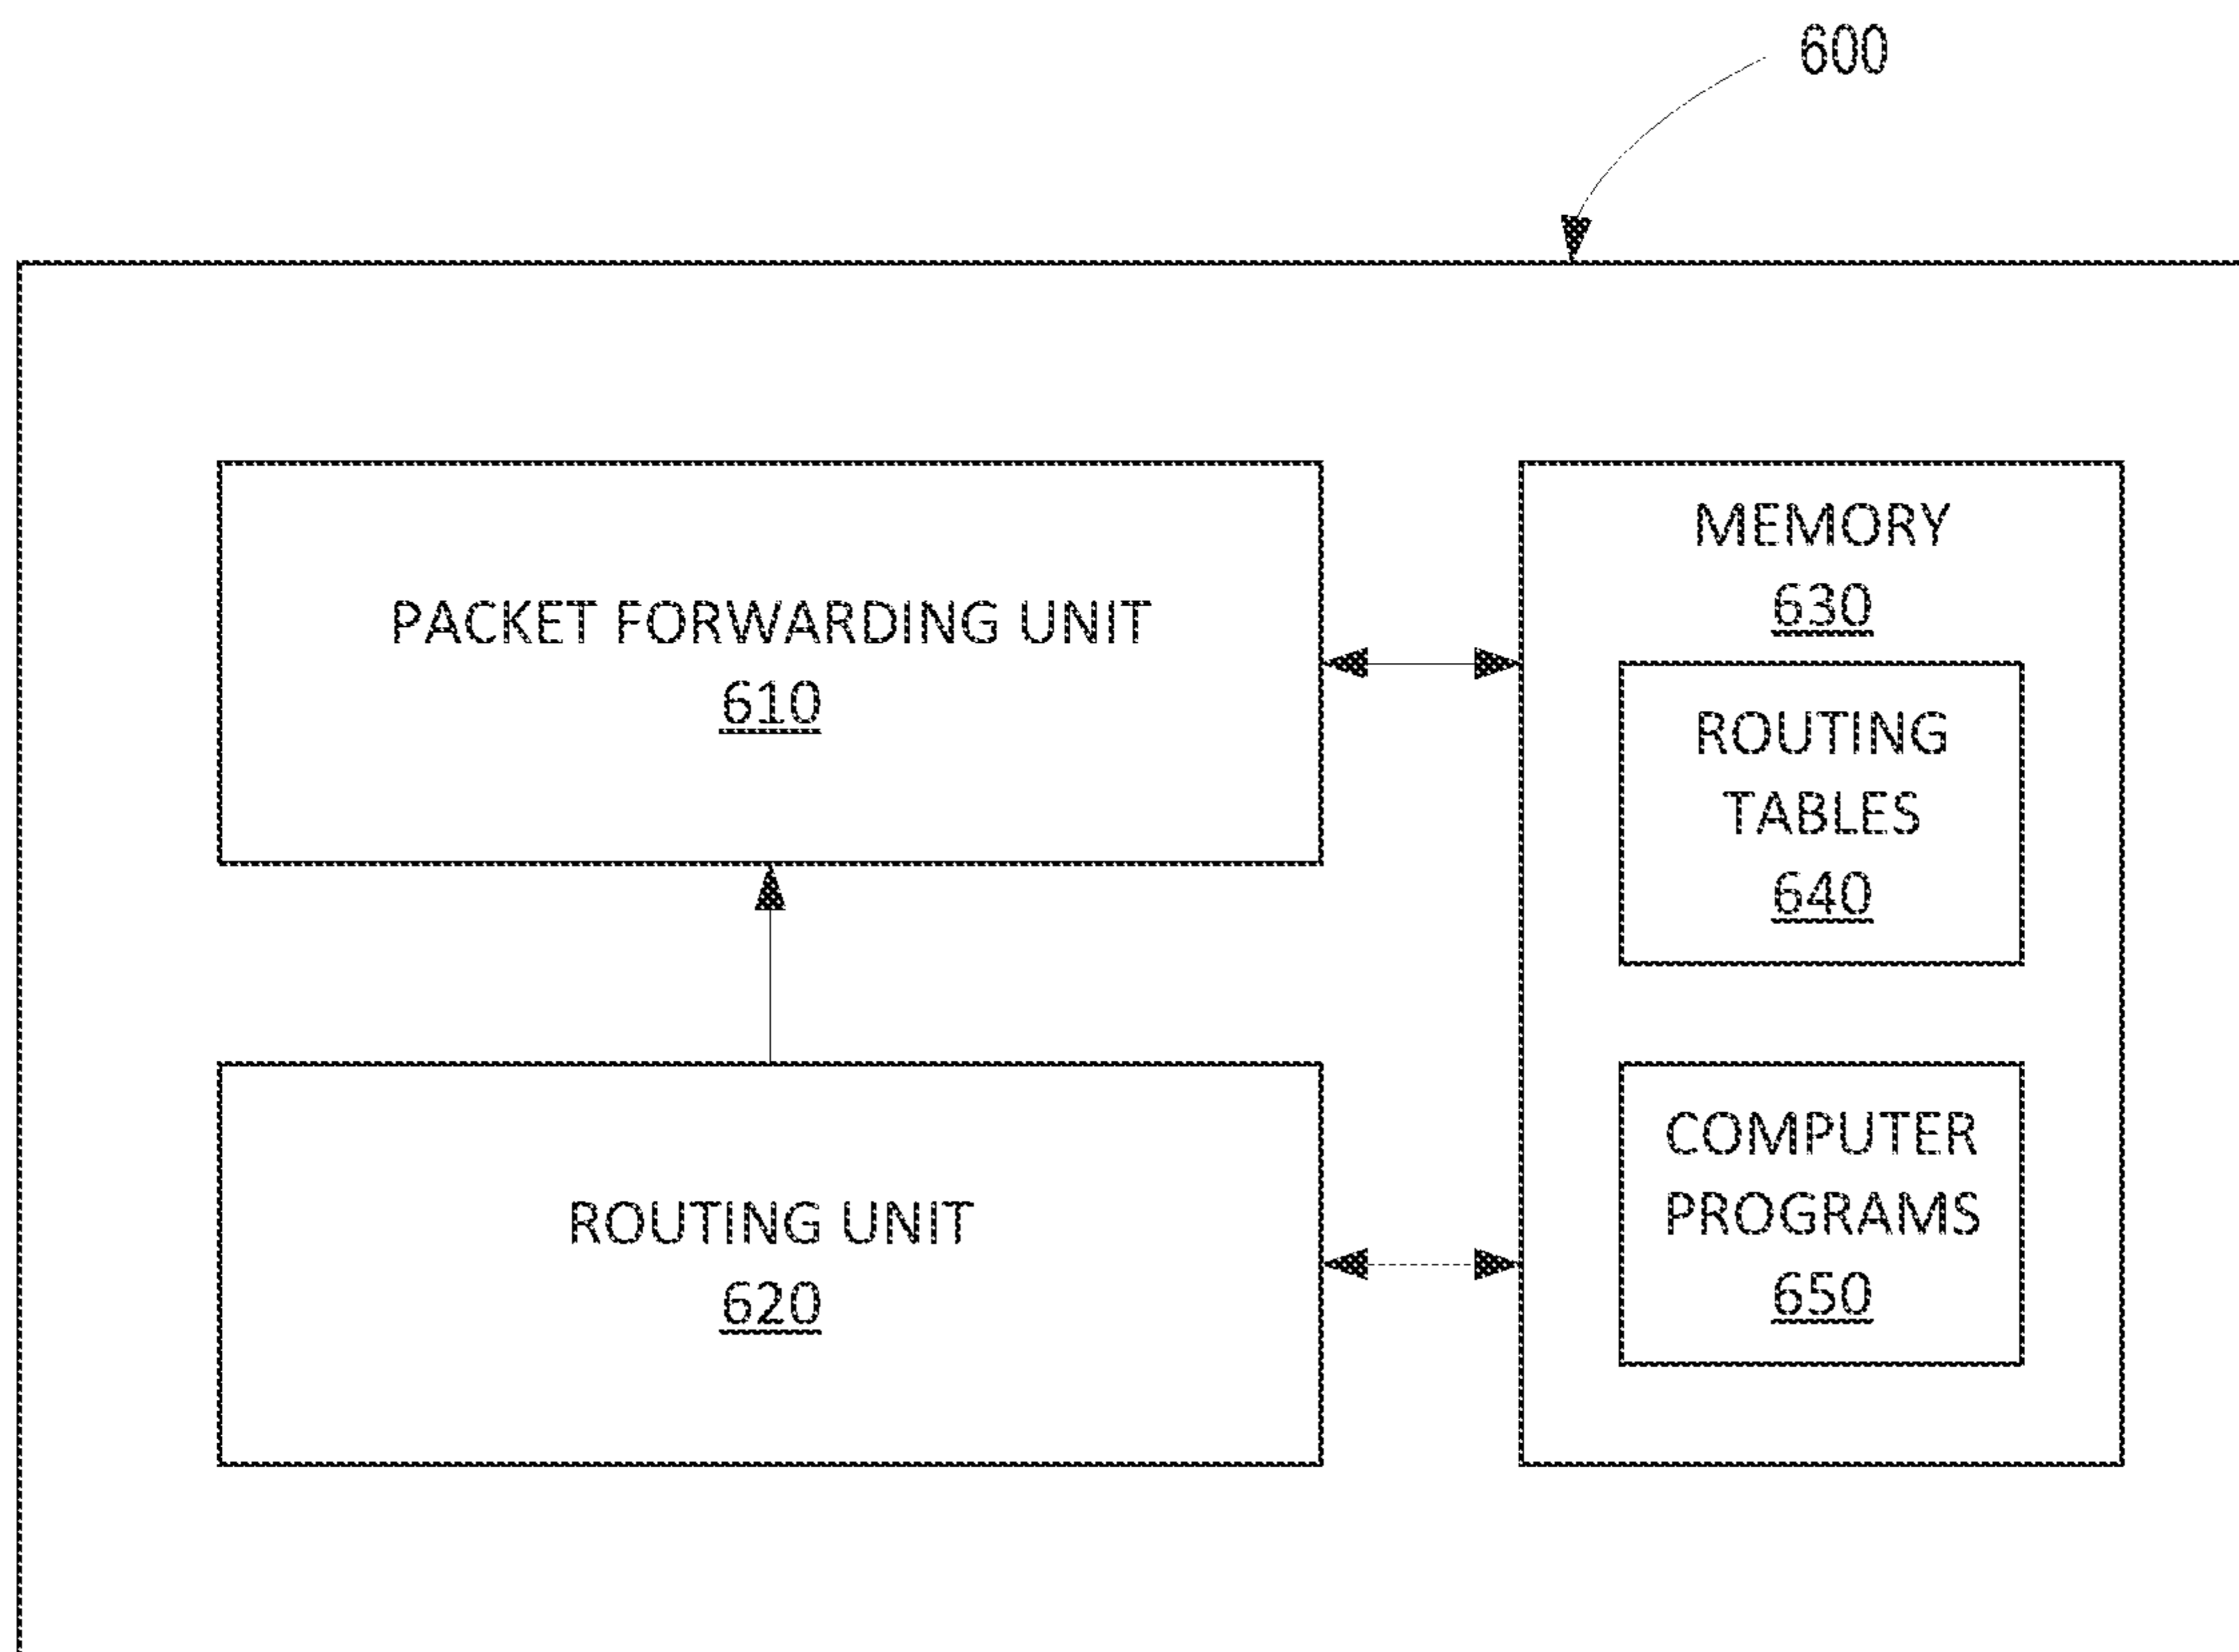 600
PACKET FORWARDING UNIT
610
MEMORY
630
ROUTING
TABLES
640
ROUTING UNIT
620
COMPUTER
PROGRAMS
650